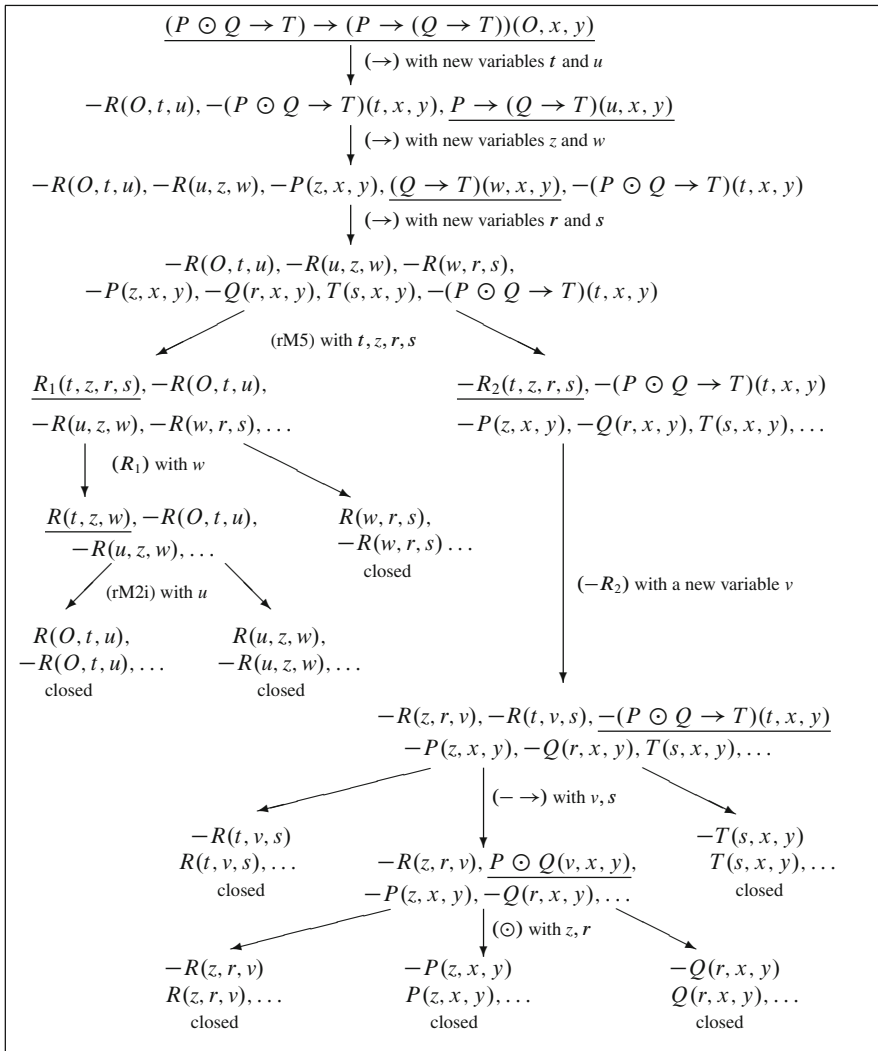 (P ⊙ Q → T) → (P → (Q → T))(O, x, y)
(→) with new variables t and u
−R(O, t, u), −(P ⊙ Q → T)(t, x, y), P → (Q → T)(u, x, y)
(→) with new variables z and w
−R(O, t, u), −R(u, z, w), −P(z, x, y), (Q → T)(w, x, y), −(P ⊙ Q → T)(t, x, y)
(→) with new variables r and s
−R(O, t, u), −R(u, z, w), −R(w, r, s),
−P(z, x, y), −Q(r, x, y), T(s, x, y), −(P ⊙ Q → T)(t, x, y)
(rM5) with t, z, r, s
R₁(t, z, r, s), −R(O, t, u),
−R(u, z, w), −R(w, r, s), ...
−R₂(t, z, r, s), −(P ⊙ Q → T)(t, x, y)
−P(z, x, y), −Q(r, x, y), T(s, x, y), ...
(R₁) with w
R(t, z, w), −R(O, t, u),
−R(u, z, w), ...
R(w, r, s),
−R(w, r, s) ...
closed
(rM2i) with u
(−R₂) with a new variable v
R(O, t, u),
−R(O, t, u), ...
closed
R(u, z, w),
−R(u, z, w), ...
closed
−R(z, r, v), −R(t, v, s), −(P ⊙ Q → T)(t, x, y)
−P(z, x, y), −Q(r, x, y), T(s, x, y), ...
(− →) with v, s
−R(t, v, s)
R(t, v, s), ...
closed
−R(z, r, v), P ⊙ Q(v, x, y),
−P(z, x, y), −Q(r, x, y), ...
−T(s, x, y)
T(s, x, y), ...
closed
(⊙) with z, r
−R(z, r, v)
R(z, r, v), ...
closed
−P(z, x, y)
P(z, x, y), ...
closed
−Q(r, x, y)
Q(r, x, y), ...
closed